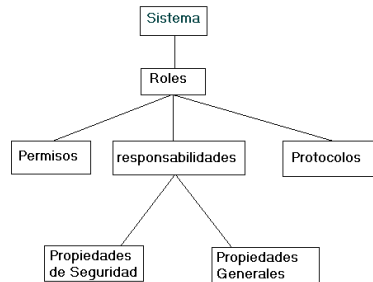 Sistema
Roles
Permisos
responsabilidades
Protocolos
Propiedades
de Seguridad
Propiedades
Generales